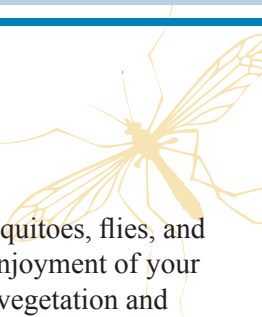 quitoes, flies, and
njoyment of your
vegetation and